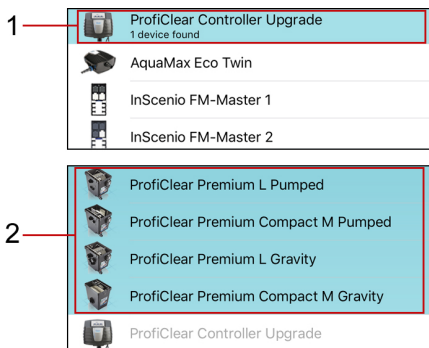 1
ProfiClear Controller Upgrade
1 device found
AquaMax Eco Twin
InScenio FM-Master 1
InScenio FM-Master 2
2
ProfiClear Premium L Pumped
ProfiClear Premium Compact M Pumped
ProfiClear Premium L Gravity
ProfiClear Premium Compact M Gravity
ProfiClear Controller Upgrade